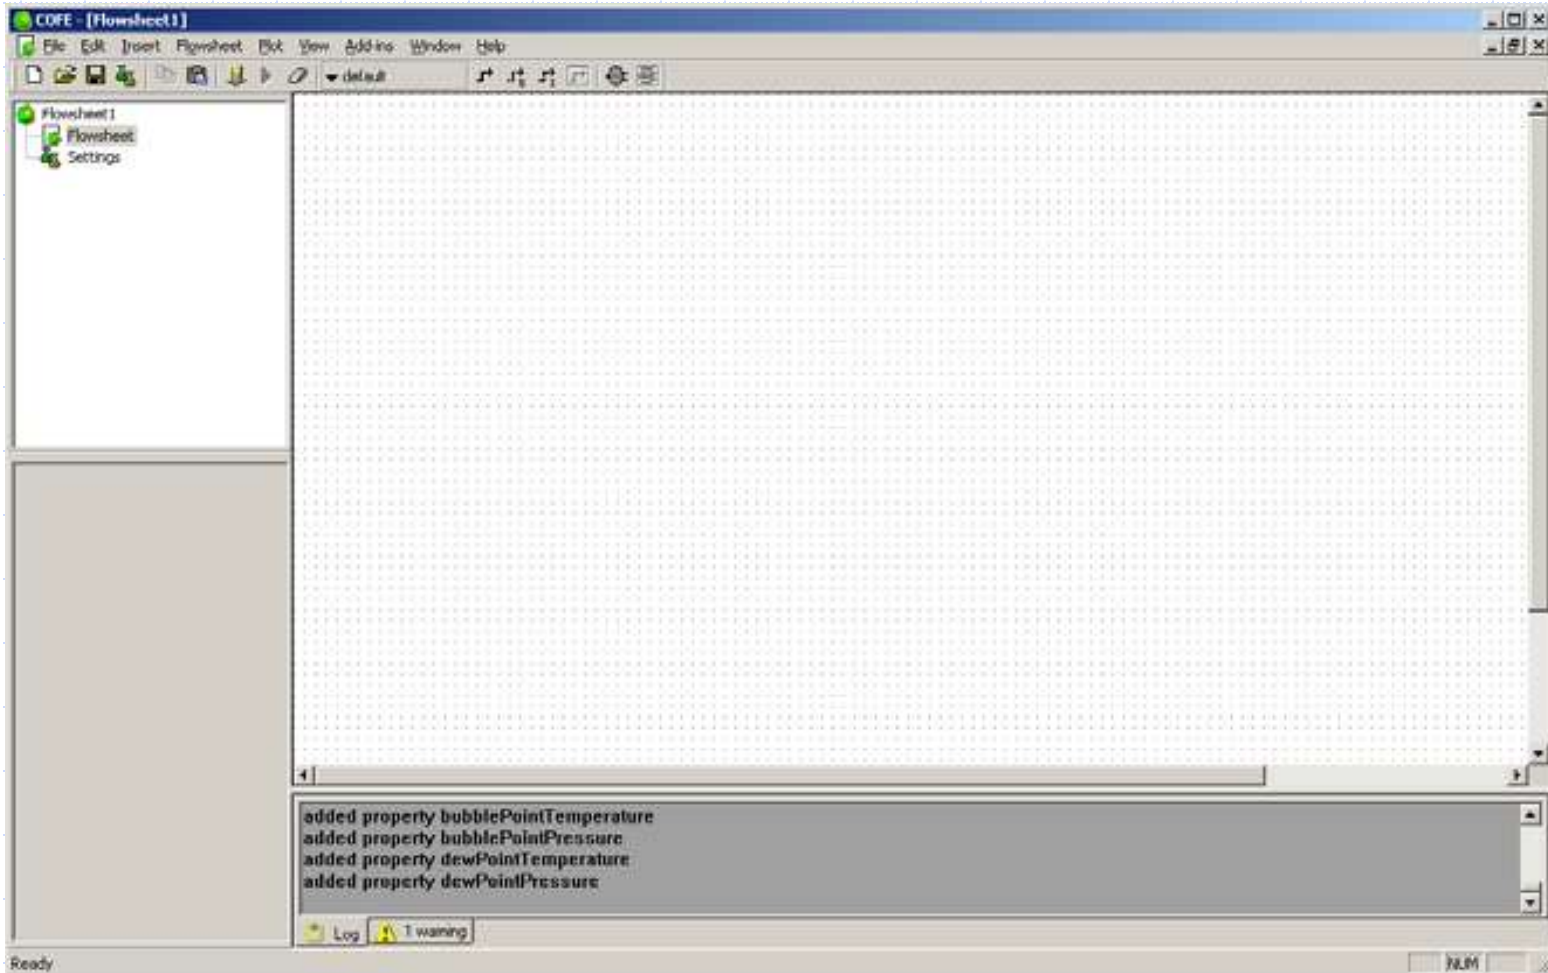 COFE - [Flowsheet1]
File Edit Insert Flowsheet Plot View Add-ins Window Help
default
Flowsheet1
Flowsheet
Settings
added property bubblePointTemperature
added property bubblePointPressure
added property dewPointTemperature
added property dewPointPressure
Log 1 warning
Ready NUM